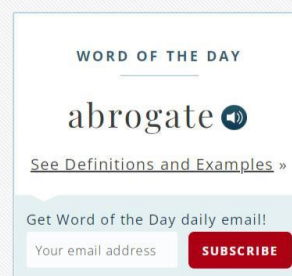 WORD OF THE DAY
abrogate
See Definitions and Examples »
Get Word of the Day daily email!
Your email address SUBSCRIBE